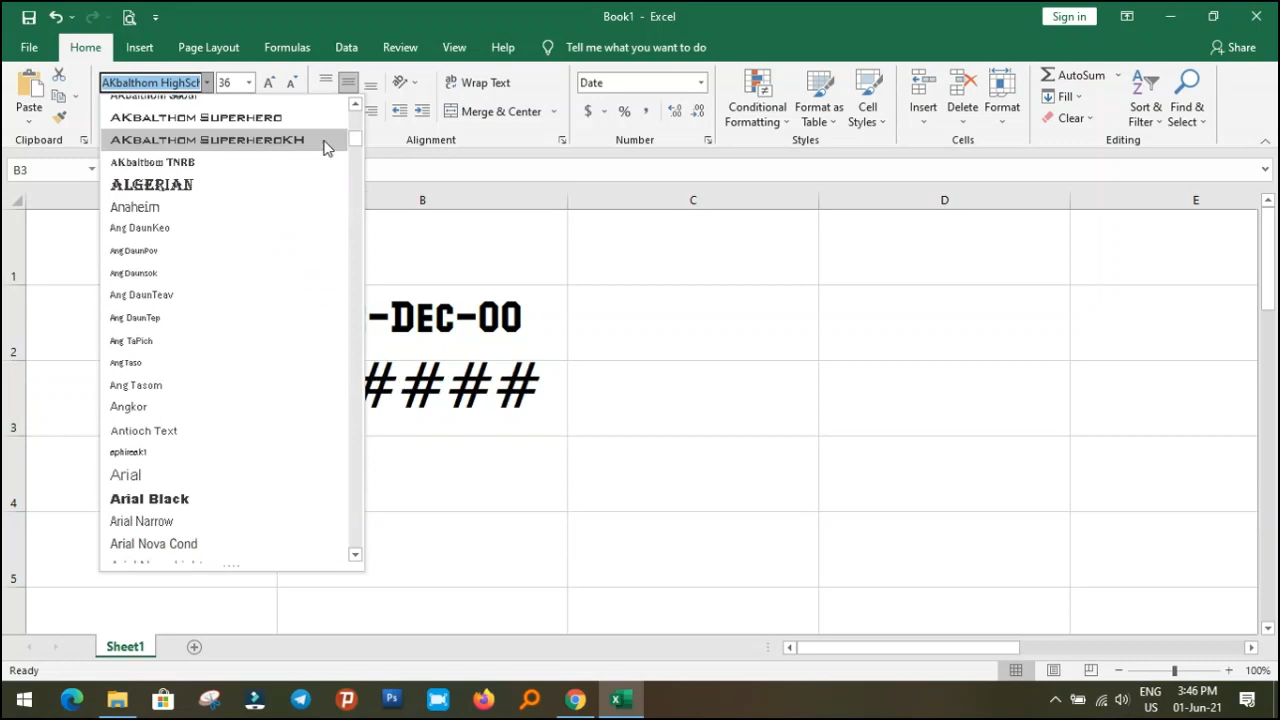 Book1 - Excel
Sign in
File Home Insert Page Layout Formulas Data Review View Help Tell me what you want to do Share
AKbalthom HighSch 36 Wrap Text Date AutoSum
Paste Merge & Center $ % , Conditional Formatting Format as Table Cell Styles Insert Delete Format Fill Clear Sort & Filter Find & Select
Clipboard Alignment Number Styles Cells Editing
B3
AKbalthom SuperHero
AKbalthom SuperheroKH
AKbalthom TNRB
ALGERIAN
Anaheim
Ang DaunKeo
Ang DaunPov
Ang Daunsok
Ang DaunTeav
Ang DaunTep
Ang TaPich
Ang Taso
Ang Tasom
Angkor
Antioch Text
aphireak1
Arial
Arial Black
Arial Narrow
Arial Nova Cond
B C D E
1
2 -Dec-00
3 ####
4
5
Sheet1
Ready 100%
ENG US 3:46 PM 01-Jun-21